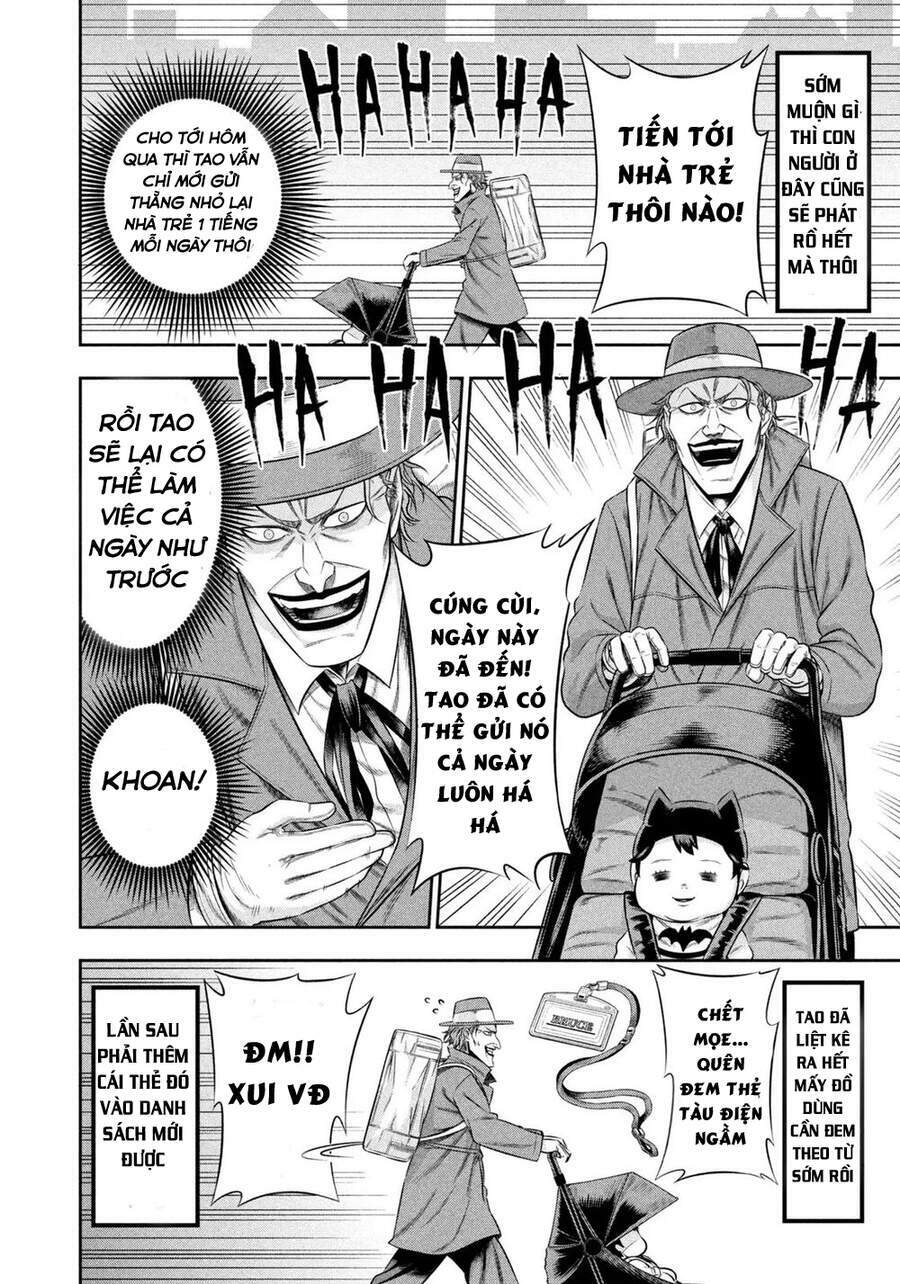 SỚM
MUỘN GÌ
THÌ CON
NGƯỜI Ở
ĐÂY CŨNG
SẼ PHÁT
RỒ HẾT
MÀ THÔI
TIẾN TỚI
NHÀ TRẺ
THÔI NÀO!
HA HA HA HA
CHO TỚI HÔM
QUA THÌ TAO VẪN
CHỈ MỚI GỬI
THẰNG NHỎ LẠI
NHÀ TRẺ 1 TIẾNG
MỖI NGÀY THÔI
HA
HA HA HA HA
CÚNG CÙI,
NGÀY NÀY
ĐÃ ĐẾN!
TAO ĐÃ CÓ
THỂ GỬI NÓ
CẢ NGÀY
LUÔN HÁ
HÁ
RỒI TAO
SẼ LẠI CÓ
THỂ LÀM
VIỆC CẢ
NGÀY NHƯ
TRƯỚC
KHOAN!
TAO ĐÃ
LIỆT KÊ
RA HẾT
MẤY ĐỒ
DÙNG
CẦN ĐEM
THEO TỪ
SỚM RỒI
CHẾT
MỌE...
QUÊN
ĐEM THẺ
TÀU ĐIỆN
NGẦM
BRUCE
ĐM!!
XUI VĐ
LẦN SAU
PHẢI THÊM
CÁI THẺ ĐÓ
VÀO DANH
SÁCH MỚI
ĐƯỢC